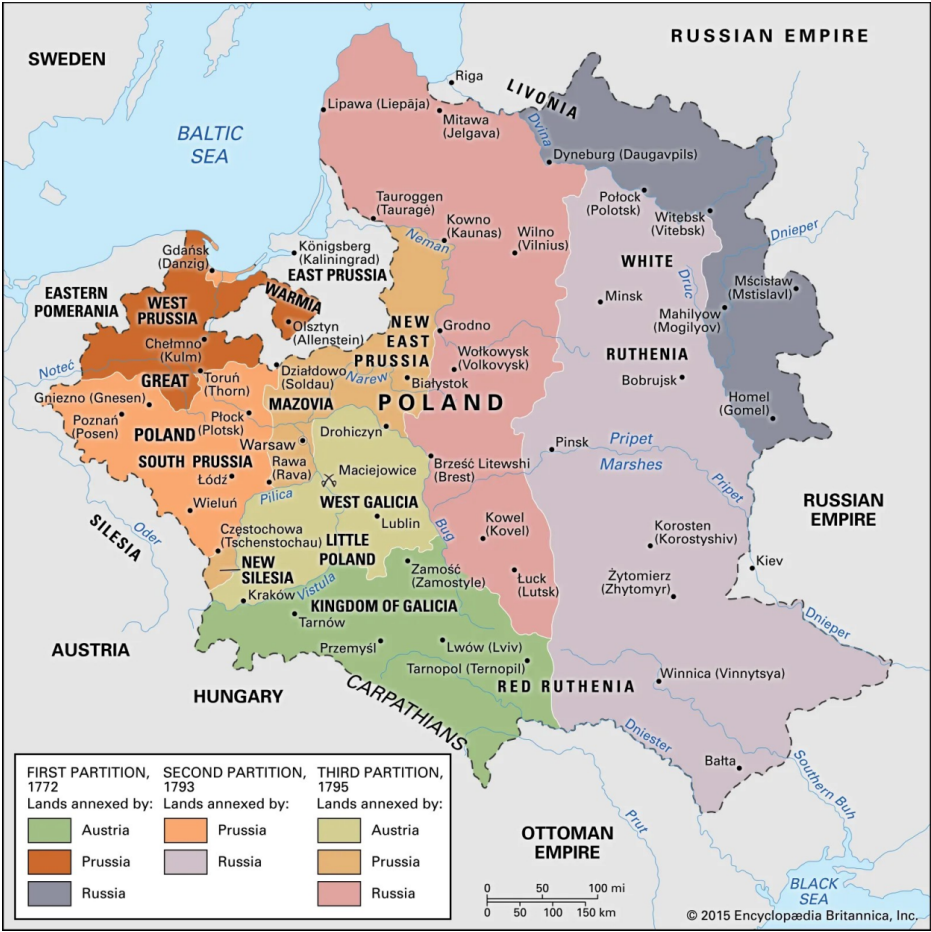 RUSSIAN EMPIRE
SWEDEN
Riga
LIVONIA
Lipawa (Liepāja)
Mitawa
(Jelgava)
Dvina
BALTIC
SEA
Dyneburg (Daugavpils)
Tauroggen
(Tauragė)
Połock
(Polotsk)
Witebsk
(Vitebsk)
Dnieper
Kowno
(Kaunas)
Wilno
(Vilnius)
Neman
Gdańsk
(Danzig)
Königsberg
(Kaliningrad)
EAST PRUSSIA
WHITE
Druc
Mścisław
(Mstislavl)
EASTERN
POMERANIA
WEST
PRUSSIA
WARMIA
Minsk
Mahilyow
(Mogilyov)
Olsztyn
(Allenstein)
NEW
EAST
PRUSSIA
Grodno
Chełmno
(Kulm)
Wołkowysk
(Volkovysk)
RUTHENIA
Noteć
GREAT
Toruń
(Thorn)
Działdowo
(Soldau)
Narew
Białystok
Bobrujsk
Gniezno (Gnesen)
MAZOVIA
POLAND
Homel
(Gomel)
Poznań
(Posen)
Płock
(Plotsk)
POLAND
Drohiczyn
Warsaw
Pinsk
Pripet
Marshes
SOUTH PRUSSIA
Rawa
(Rava)
Maciejowice
Brześć Litewski
(Brest)
Łódź
Pilica
Pripet
Wieluń
WEST GALICIA
RUSSIAN
EMPIRE
Lublin
Bug
Kowel
(Kovel)
SILESIA
Oder
Częstochowa
(Tschenstochau)
LITTLE
POLAND
Korosten
(Korostyshiv)
NEW
SILESIA
Zamość
(Zamostyle)
Łuck
(Lutsk)
Kiev
Żytomierz
(Zhytomyr)
Kraków
Vistula
KINGDOM OF GALICIA
Tarnów
Dnieper
AUSTRIA
Przemyśl
Lwów (Lviv)
Tarnopol (Ternopil)
Winnica (Vinnytsya)
HUNGARY
CARPATHIANS
RED RUTHENIA
Dniester
Bałta
Southern Buh
FIRST PARTITION,
1772
Lands annexed by:
Austria
Prussia
Russia
SECOND PARTITION,
1793
Lands annexed by:
Prussia
Russia
THIRD PARTITION,
1795
Lands annexed by:
Austria
Prussia
Russia
Prut
OTTOMAN
EMPIRE
0 50 100 mi
0 50 100 150 km
BLACK
SEA
© 2015 Encyclopædia Britannica, Inc.